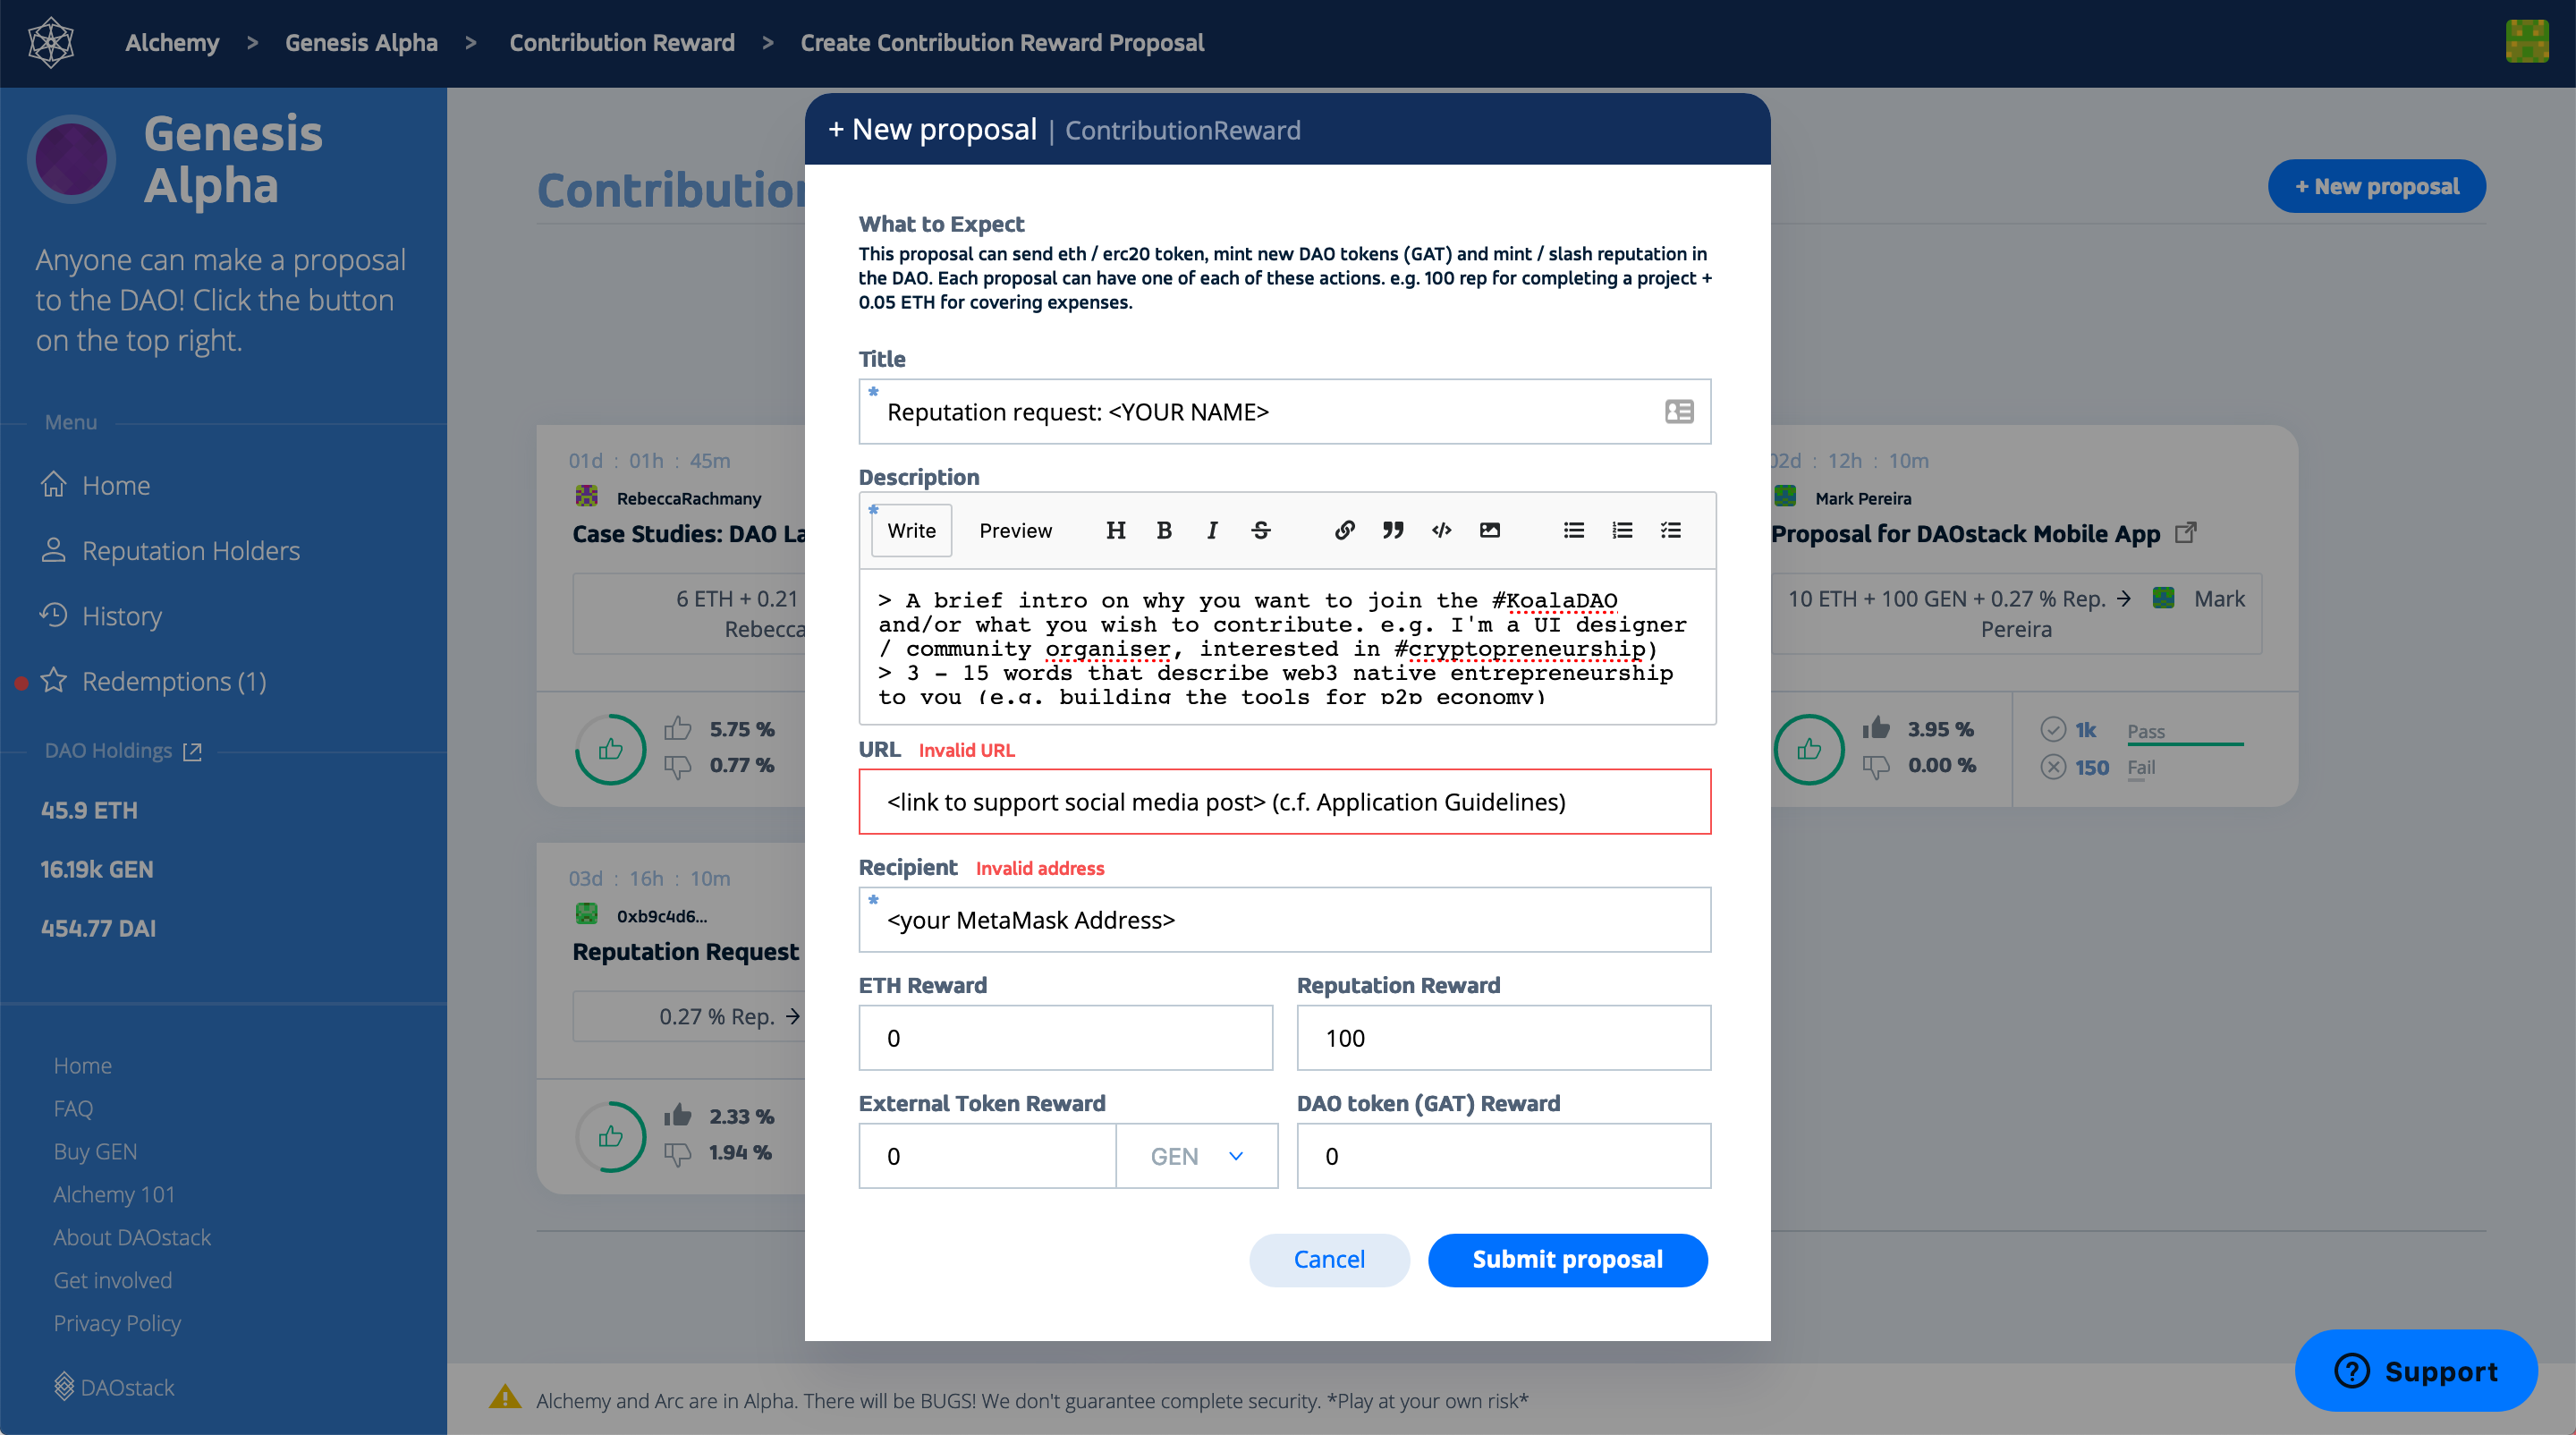 Alchemy > Genesis Alpha > Contribution Reward > Create Contribution Reward Proposal
Genesis
Alpha
Anyone can make a proposal
to the DAO! Click the button
on the top right.
Menu
Home
Reputation Holders
History
Redemptions (1)
DAO Holdings
45.9 ETH
16.19k GEN
454.77 DAI
Home
FAQ
Buy GEN
Alchemy 101
About DAOstack
Get involved
Privacy Policy
DAOstack
+ New proposal
01d : 01h : 45m
RebeccaRachmany
Case Studies: DAO
6 ETH + 0.21
Rebecca
5.75 %
0.77 %
03d : 16h : 10m
0xb9c4d6...
Reputation Request
0.27 % Rep. →
2.33 %
1.94 %
+ New proposal | ContributionReward
What to Expect
This proposal can send eth / erc20 token, mint new DAO tokens (GAT) and mint / slash reputation in
the DAO. Each proposal can have one of each of these actions. e.g. 100 rep for completing a project +
0.05 ETH for covering expenses.
Title
* Reputation request: <YOUR NAME>
Description
* Write Preview H B I S
> A brief intro on why you want to join the #KoalaDAO
and/or what you wish to contribute. e.g. I'm a UI designer
/ community organiser, interested in #cryptopreneurship)
> 3 – 15 words that describe web3 native entrepreneurship
to you (e.g. building the tools for p2p economy)
URL Invalid URL
<link to support social media post> (c.f. Application Guidelines)
Recipient Invalid address
* <your MetaMask Address>
ETH Reward
0
Reputation Reward
100
External Token Reward
0 GEN
DAO token (GAT) Reward
0
Cancel
Submit proposal
02d : 12h : 10m
Mark Pereira
Proposal for DAOstack Mobile App
10 ETH + 100 GEN + 0.27 % Rep. → Mark
Pereira
3.95 %
0.00 %
1k Pass
150 Fail
Alchemy and Arc are in Alpha. There will be BUGS! We don't guarantee complete security. *Play at your own risk*
Support